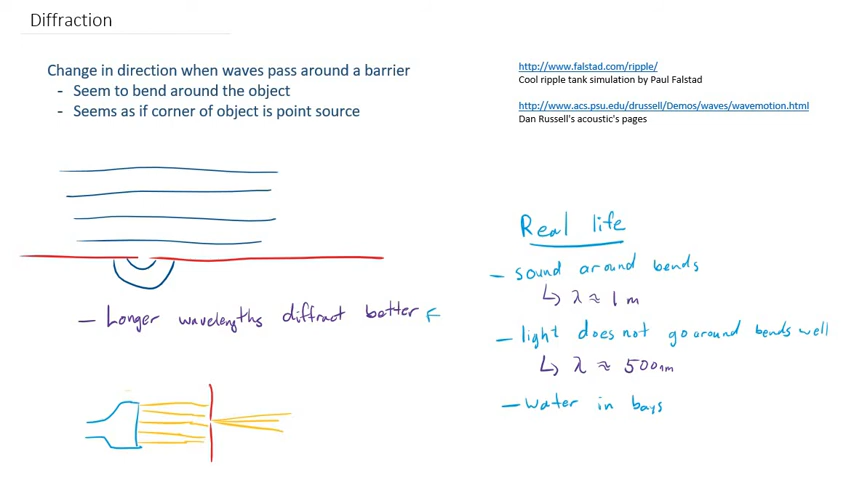 Diffraction
Change in direction when waves pass around a barrier
- Seem to bend around the object
- Seems as if corner of object is point source
http://www.falstad.com/ripple/
Cool ripple tank simulation by Paul Falstad
http://www.acs.psu.edu/drussell/Demos/waves/wavemotion.html
Dan Russell's acoustic's pages
- Longer wavelengths diffract better
Real life
- sound around bends
↳ λ ≈ 1 m
- light does not go around bends well
↳ λ ≈ 500nm
- water in bays